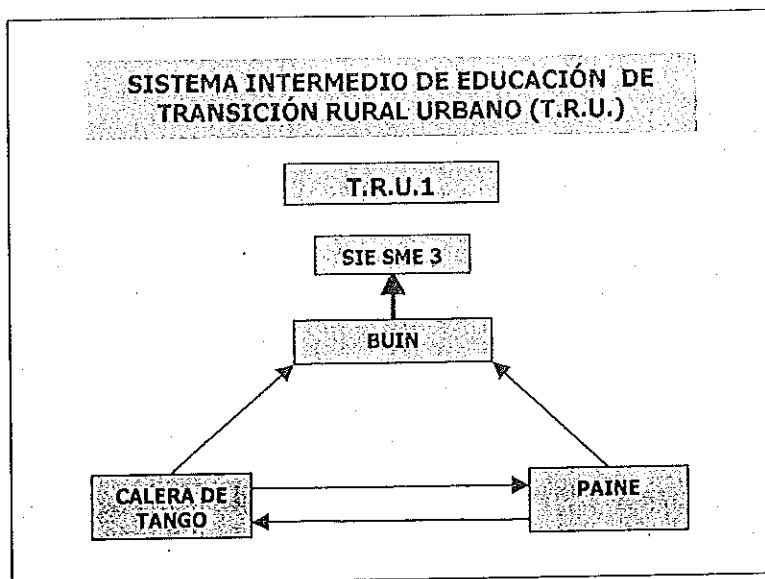 SISTEMA INTERMEDIO DE EDUCACIÓN DE
TRANSICIÓN RURAL URBANO (T.R.U.)
T.R.U.1
SIE SME 3
BUIN
CALERA DE
TANGO
PAINE